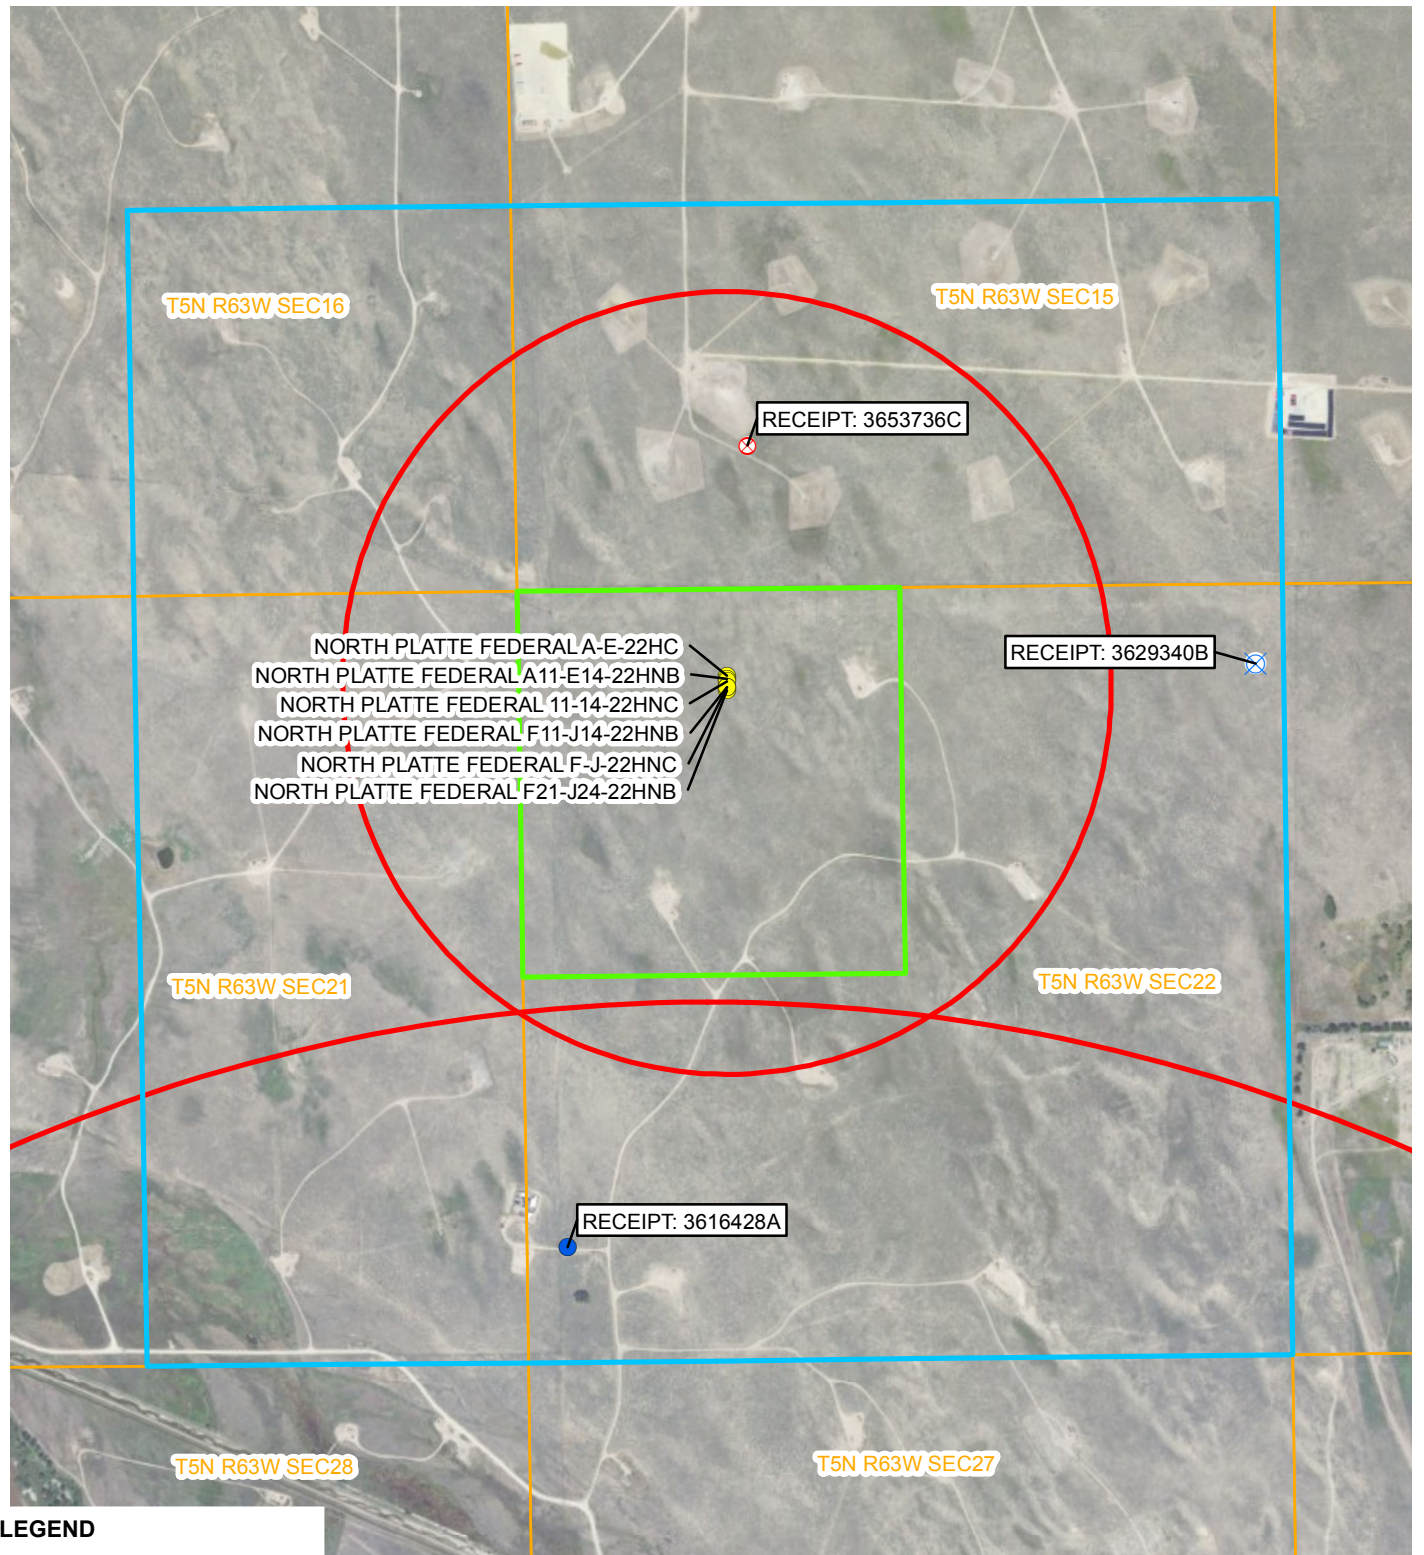 T5N R63W SEC16
T5N R63W SEC15
RECEIPT: 3653736C
NORTH PLATTE FEDERAL A-E-22HC
NORTH PLATTE FEDERAL A11-E14-22HNB
NORTH PLATTE FEDERAL 11-14-22HNC
NORTH PLATTE FEDERAL F11-J14-22HNB
NORTH PLATTE FEDERAL F-J-22HNC
NORTH PLATTE FEDERAL F21-J24-22HNB
RECEIPT: 3629340B
T5N R63W SEC21
T5N R63W SEC22
RECEIPT: 3616428A
T5N R63W SEC28
T5N R63W SEC27
LEGEND